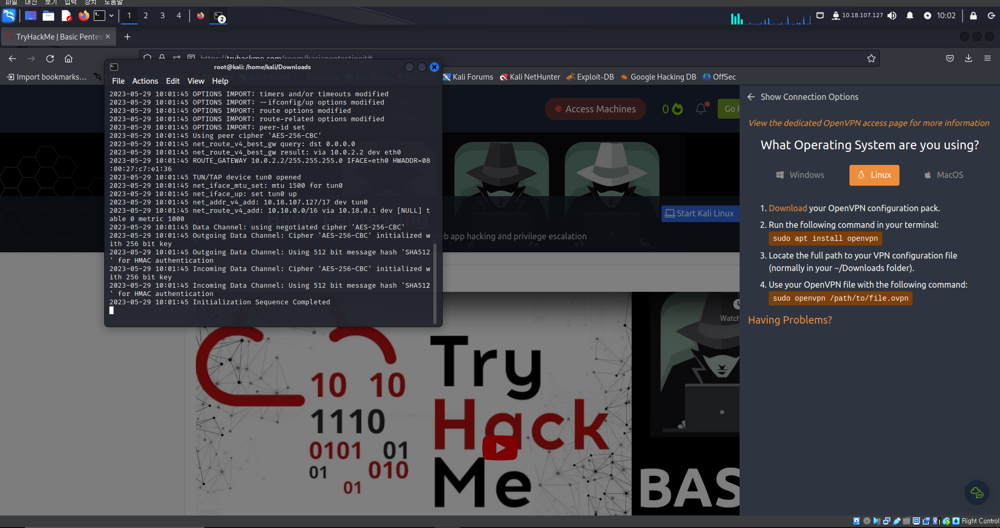 파일 머신 보기 입력 장치 도움말
1 2 3 4 2 10.18.107.127 10:02
TryHackMe | Basic Pentes
https://tryhackme.com/room/basicpentestingjt#
Import bookmarks...
Kali Forums Kali NetHunter Exploit-DB Google Hacking DB OffSec
root@kali: /home/kali/Downloads
File Actions Edit View Help
2023-05-29 10:01:45 OPTIONS IMPORT: timers and/or timeouts modified
2023-05-29 10:01:45 OPTIONS IMPORT: --ifconfig/up options modified
2023-05-29 10:01:45 OPTIONS IMPORT: route options modified
2023-05-29 10:01:45 OPTIONS IMPORT: route-related options modified
2023-05-29 10:01:45 OPTIONS IMPORT: peer-id set
2023-05-29 10:01:45 Using peer cipher 'AES-256-CBC'
2023-05-29 10:01:45 net_route_v4_best_gw query: dst 0.0.0.0
2023-05-29 10:01:45 net_route_v4_best_gw result: via 10.0.2.2 dev eth0
2023-05-29 10:01:45 ROUTE_GATEWAY 10.0.2.2/255.255.255.0 IFACE=eth0 HWADDR=08
:00:27:c7:e1:36
2023-05-29 10:01:45 TUN/TAP device tun0 opened
2023-05-29 10:01:45 net_iface_mtu_set: mtu 1500 for tun0
2023-05-29 10:01:45 net_iface_up: set tun0 up
2023-05-29 10:01:45 net_addr_v4_add: 10.18.107.127/17 dev tun0
2023-05-29 10:01:45 net_route_v4_add: 10.10.0.0/16 via 10.18.0.1 dev [NULL] t
able 0 metric 1000
2023-05-29 10:01:45 Data Channel: using negotiated cipher 'AES-256-CBC'
2023-05-29 10:01:45 Outgoing Data Channel: Cipher 'AES-256-CBC' initialized w
ith 256 bit key
2023-05-29 10:01:45 Outgoing Data Channel: Using 512 bit message hash 'SHA512
' for HMAC authentication
2023-05-29 10:01:45 Incoming Data Channel: Cipher 'AES-256-CBC' initialized w
ith 256 bit key
2023-05-29 10:01:45 Incoming Data Channel: Using 512 bit message hash 'SHA512
' for HMAC authentication
2023-05-29 10:01:45 Initialization Sequence Completed
Access Machines 0 Go
Basic Pentesting
Start Kali Linux
eb app hacking and privilege escalation
Watch
Try
Hack
Me
10 10
1110
0101 01
01 010
01
BAS
Show Connection Options
View the dedicated OpenVPN access page for more information
What Operating System are you using?
Windows Linux MacOS
1. Download your OpenVPN configuration pack.
2. Run the following command in your terminal:
sudo apt install openvpn
3. Locate the full path to your VPN configuration file
(normally in your ~/Downloads folder).
4. Use your OpenVPN file with the following command:
sudo openvpn /path/to/file.ovpn
Having Problems?
Right Control